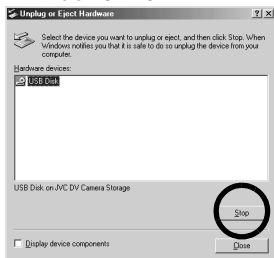 Unplug or Eject Hardware
Select the device you want to unplug or eject, and then click Stop. When
Windows notifies you that it is safe to do so unplug the device from your
computer.
Hardware devices:
USB Disk
USB Disk on JVC DV Camera Storage
Stop
Display device components
Close